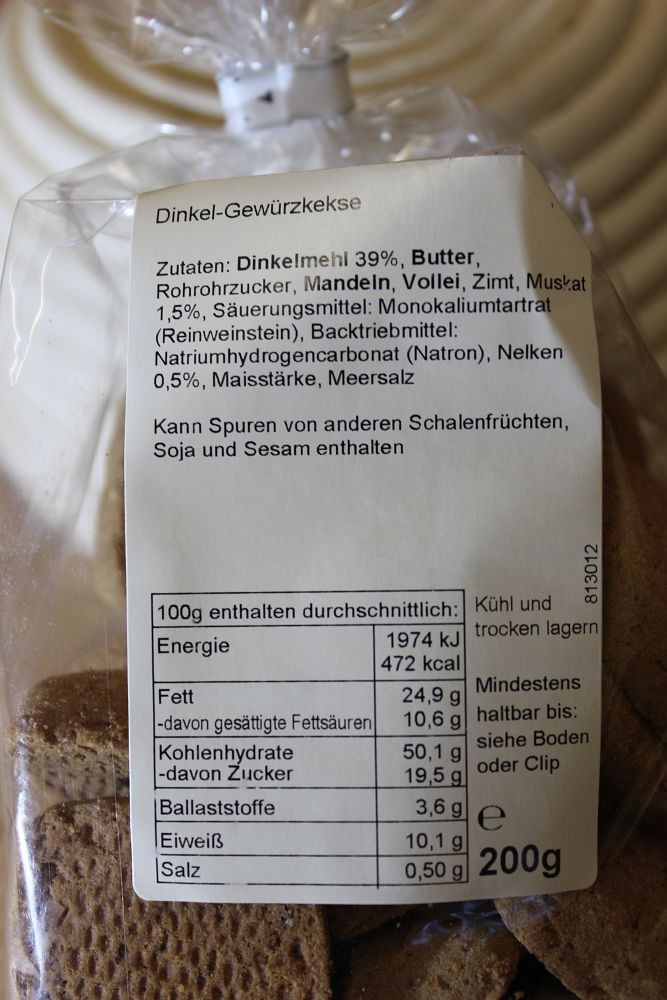 Dinkel-Gewürzkekse
Zutaten: Dinkelmehl 39%, Butter,
Rohrohrzucker, Mandeln, Vollei, Zimt, Muskat
1,5%, Säuerungsmittel: Monokaliumtartrat
(Reinweinstein), Backtriebmittel:
Natriumhydrogencarbonat (Natron), Nelken
0,5%, Maisstärke, Meersalz
Kann Spuren von anderen Schalenfrüchten,
Soja und Sesam enthalten
100g enthalten durchschnittlich:
Energie 1974 kJ
472 kcal
Fett 24,9 g
-davon gesättigte Fettsäuren 10,6 g
Kohlenhydrate 50,1 g
-davon Zucker 19,5 g
Ballaststoffe 3,6 g
Eiweiß 10,1 g
Salz 0,50 g
Kühl und
trocken lagern
813012
Mindestens
haltbar bis:
siehe Boden
oder Clip
℮
200g